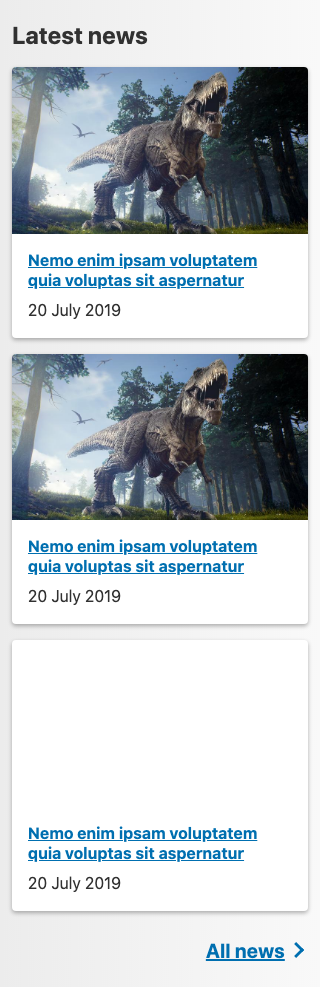 Latest news
Nemo enim ipsam voluptatem
quia voluptas sit aspernatur
20 July 2019
Nemo enim ipsam voluptatem
quia voluptas sit aspernatur
20 July 2019
Nemo enim ipsam voluptatem
quia voluptas sit aspernatur
20 July 2019
All news